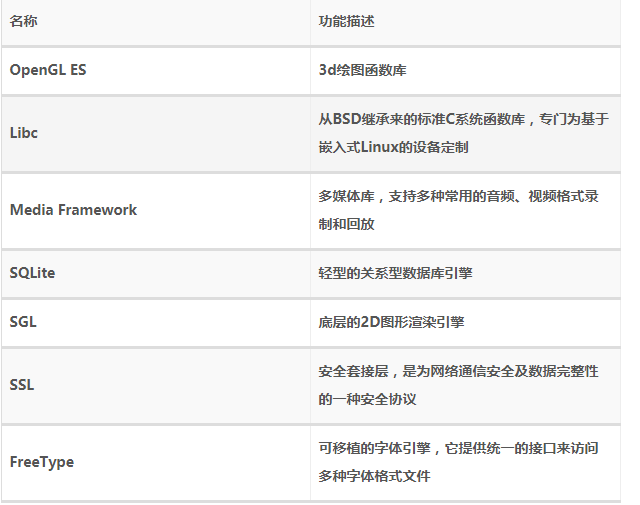 名称 功能描述
OpenGL ES 3d绘图函数库
Libc 从BSD继承来的标准C系统函数库，专门为基于
嵌入式Linux的设备定制
Media Framework 多媒体库，支持多种常用的音频、视频格式录
制和回放
SQLite 轻型的关系型数据库引擎
SGL 底层的2D图形渲染引擎
SSL 安全套接层，是为网络通信安全及数据完整性
的一种安全协议
FreeType 可移植的字体引擎，它提供统一的接口来访问
多种字体格式文件